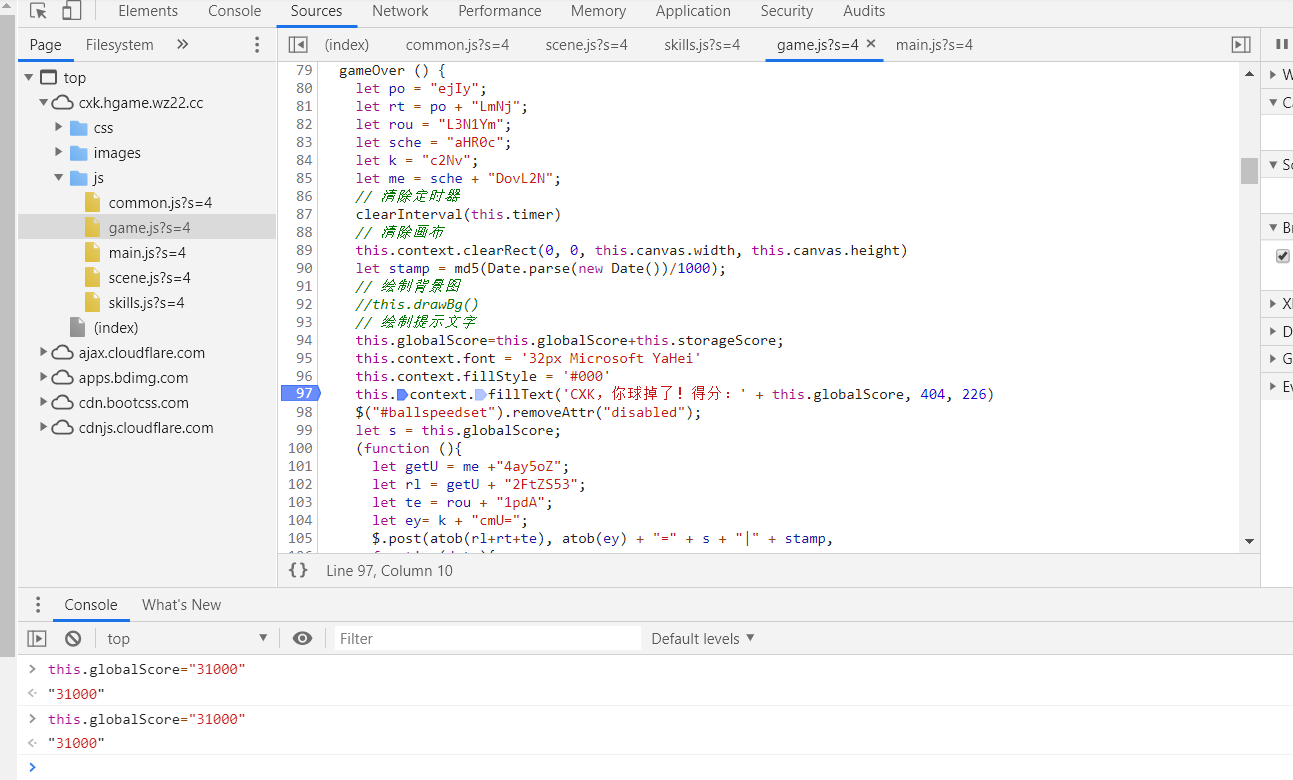 Elements Console Sources Network Performance Memory Application Security Audits
Page Filesystem
(index) common.js?s=4 scene.js?s=4 skills.js?s=4 game.js?s=4 main.js?s=4
top
cxk.hgame.wz22.cc
css
images
js
common.js?s=4
game.js?s=4
main.js?s=4
scene.js?s=4
skills.js?s=4
(index)
ajax.cloudflare.com
apps.bdimg.com
cdn.bootcss.com
cdnjs.cloudflare.com
79 gameOver () {
80 let po = "ejIy";
81 let rt = po + "LmNj";
82 let rou = "L3N1Ym";
83 let sche = "aHR0c";
84 let k = "c2Nv";
85 let me = sche + "DovL2N";
86 // 清除定时器
87 clearInterval(this.timer)
88 // 清除画布
89 this.context.clearRect(0, 0, this.canvas.width, this.canvas.height)
90 let stamp = md5(Date.parse(new Date())/1000);
91 // 绘制背景图
92 //this.drawBg()
93 // 绘制提示文字
94 this.globalScore=this.globalScore+this.storageScore;
95 this.context.font = '32px Microsoft YaHei'
96 this.context.fillStyle = '#000'
97 this.context.fillText('CXK，你球掉了！得分：' + this.globalScore, 404, 226)
98 $("#ballspeedset").removeAttr("disabled");
99 let s = this.globalScore;
100 (function (){
101 let getU = me +"4ay5oZ";
102 let rl = getU + "2FtZS53";
103 let te = rou + "1pdA";
104 let ey= k + "cmU=";
105 $.post(atob(rl+rt+te), atob(ey) + "=" + s + "|" + stamp,
{} Line 97, Column 10
Console What's New
top Filter Default levels
> this.globalScore="31000"
"31000"
> this.globalScore="31000"
"31000"
>